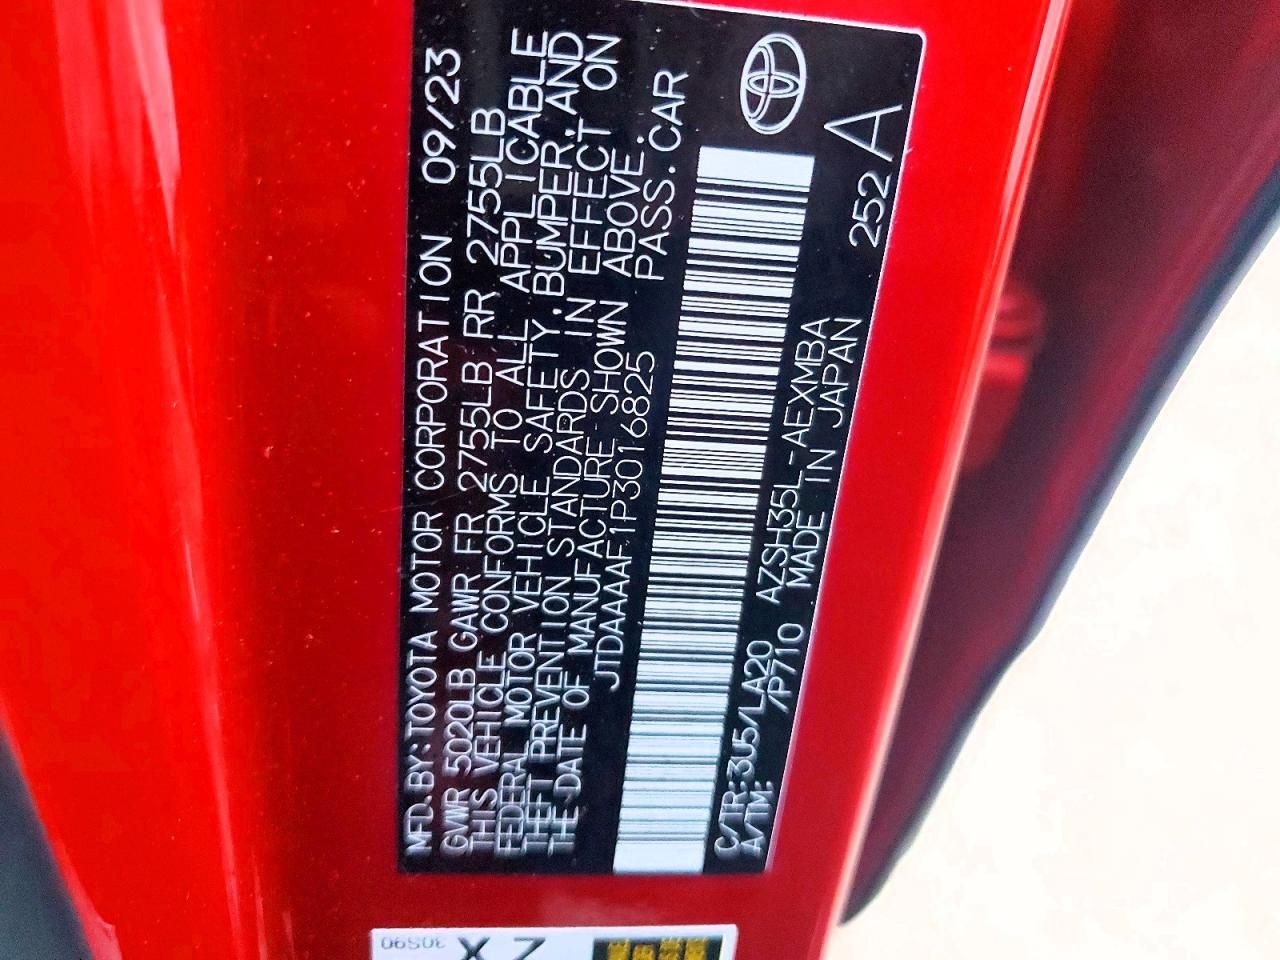 MFD.BY:TOYOTA MOTOR CORPORATION 09/23
GVWR 5020LB GAWR FR 2755LB RR 2755LB
THIS VEHICLE CONFORMS TO ALL APPLICABLE
FEDERAL MOTOR VEHICLE SAFETY, BUMPER, AND
THEFT PREVENTION STANDARDS IN EFFECT ON
THE DATE OF MANUFACTURE SHOWN ABOVE.
JTDAAAAF1P3016825 PASS.CAR
C/TR:3U5/LA20 AZSH35L-AEXMBA 252A
A/TM: /P710 MADE IN JAPAN
30S90